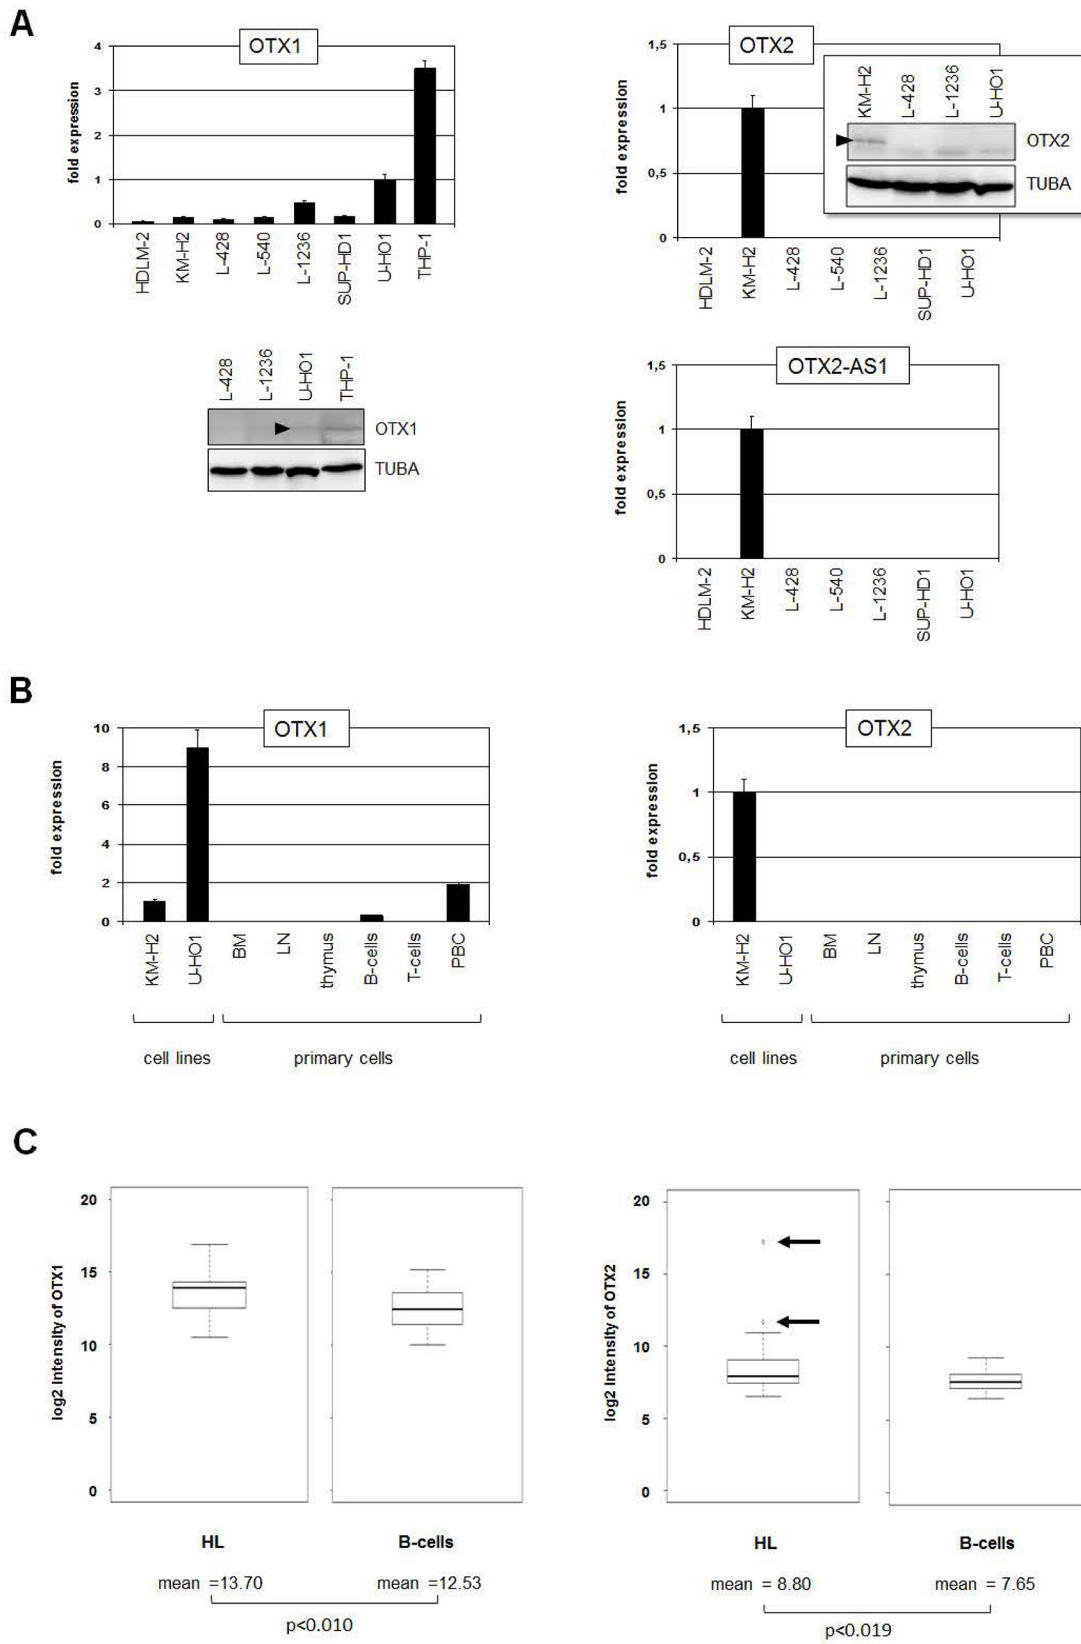 A
OTX1
fold expression
4
3
2
1
0
HDLM-2
KM-H2
L-428
L-540
L-1236
SUP-HD1
U-HO1
THP-1
L-428
L-1236
U-HO1
THP-1
OTX1
TUBA
OTX2
fold expression
1,5
1
0,5
0
HDLM-2
KM-H2
L-428
L-540
L-1236
SUP-HD1
U-HO1
KM-H2
L-428
L-1236
U-HO1
OTX2
TUBA
OTX2-AS1
fold expression
1,5
1
0,5
0
HDLM-2
KM-H2
L-428
L-540
L-1236
SUP-HD1
U-HO1
B
OTX1
fold expression
10
8
6
4
2
0
KM-H2
U-HO1
BM
LN
thymus
B-cells
T-cells
PBC
cell lines
primary cells
OTX2
fold expression
1,5
1
0,5
0
KM-H2
U-HO1
BM
LN
thymus
B-cells
T-cells
PBC
cell lines
primary cells
C
log2 Intensity of OTX1
20
15
10
5
0
HL
B-cells
mean =13.70
mean =12.53
p<0.010
log2 Intensity of OTX2
20
15
10
5
0
HL
B-cells
mean = 8.80
mean = 7.65
p<0.019